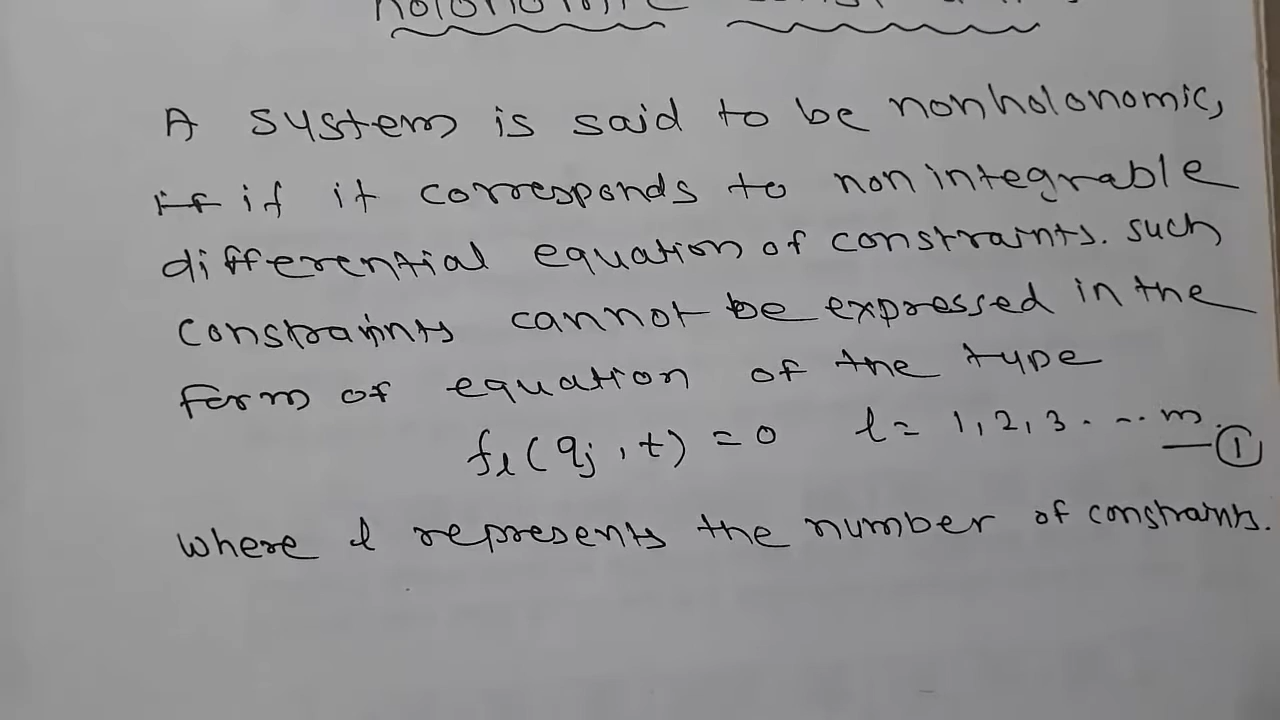 A system is said to be nonholonomic,
if if it corresponds to non integrable
differential equation of constraints. such
constraints cannot be expressed in the
form of equation of the type
fl(qj, t) = 0 l = 1, 2, 3 . ... m. — ①
where l represents the number of constraints.